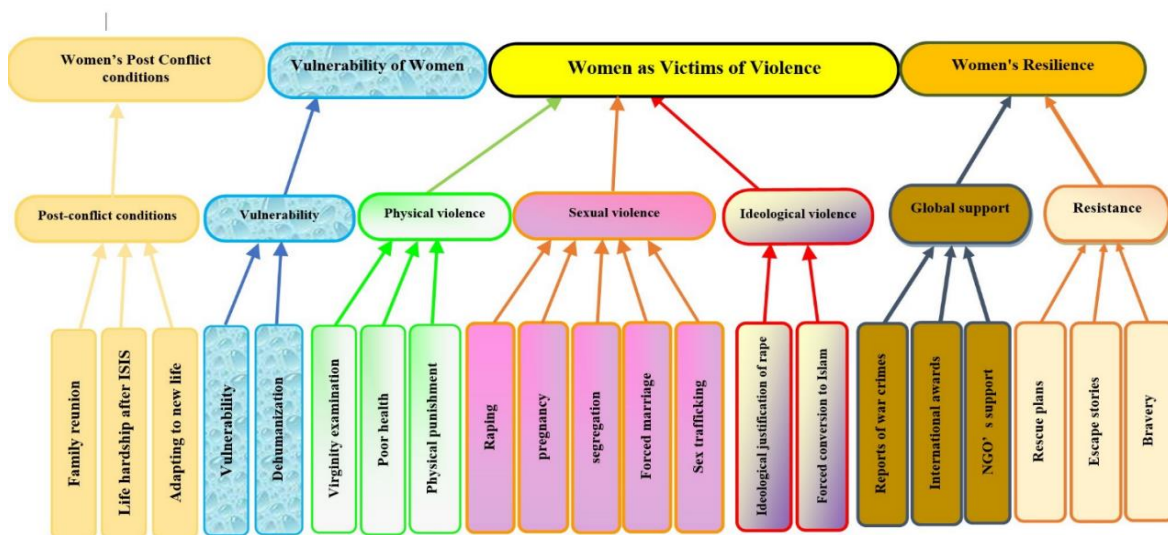 Women's Post Conflict
conditions
Vulnerability of Women
Women as Victims of Violence
Women's Resilience
Post-conflict conditions
Vulnerability
Physical violence
Sexual violence
Ideological violence
Global support
Resistance
Family reunion
Life hardship after ISIS
Adapting to new life
Vulnerability
Dehumanization
Virginity examination
Poor health
Physical punishment
Raping
pregnancy
segregation
Forced marriage
Sex trafficking
Ideological justification of rape
Forced conversion to Islam
Reports of war crimes
International awards
NGO's support
Rescue plans
Escape stories
Bravery